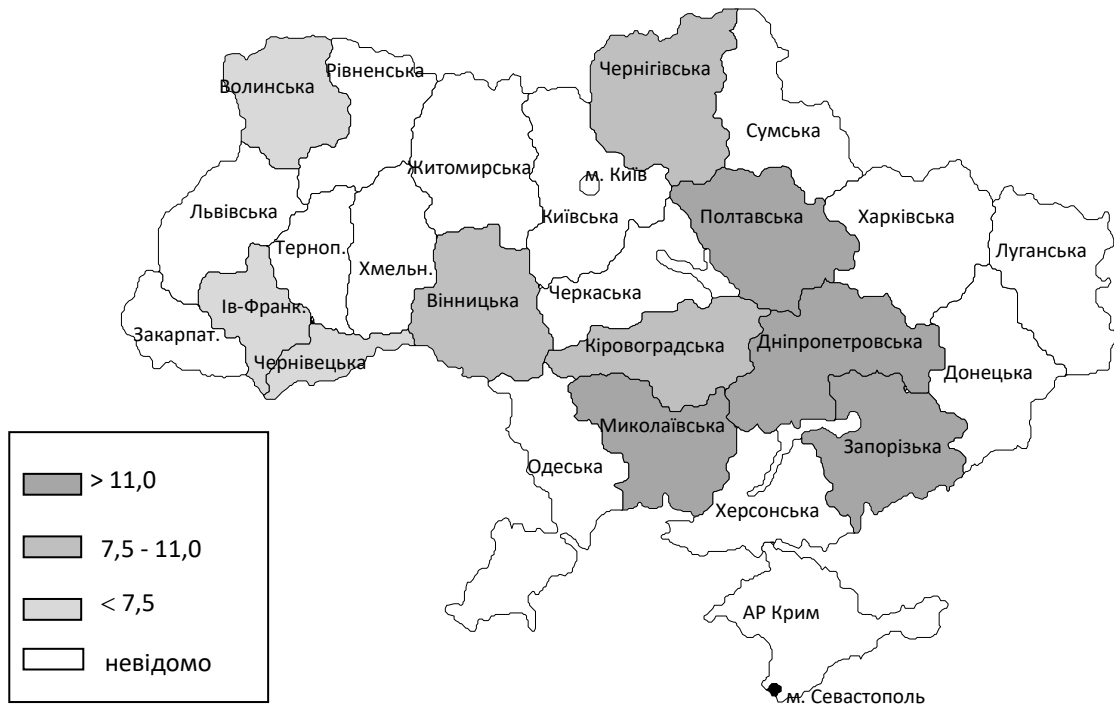 Волинська
Рівненська
Чернігівська
Сумська
Житомирська
м. Київ
Київська
Львівська
Терноп.
Хмельн.
Полтавська
Харківська
Луганська
Вінницька
Черкаська
Ів-Франк.
Закарпат.
Чернівецька
Кіровоградська
Дніпропетровська
Донецька
Миколаївська
Запорізька
Одеська
Херсонська
АР Крим
м. Севастополь
> 11,0
7,5 - 11,0
< 7,5
невідомо